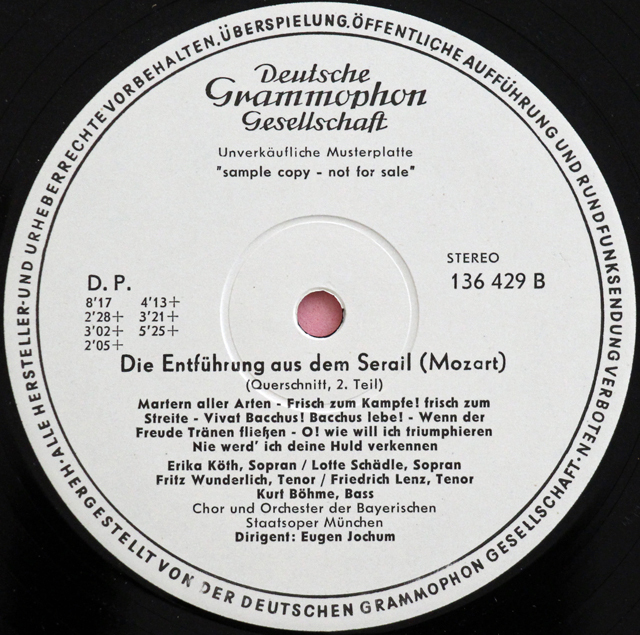 ·ALLE HERSTELLER- UND URHEBERRECHTE VORBEHALTEN. ÜBERSPIELUNG. ÖFFENTLICHE AUFFÜHRUNG UND RUNDFUNKSENDUNG VERBOTEN·
HERGESTELLT VON DER DEUTSCHEN GRAMMOPHON GESELLSCHAFT·
Deutsche
Grammophon
Gesellschaft
Unverkäufliche Musterplatte
"sample copy - not for sale"
STEREO
136 429 B
D. P.
8'17 4'13+
2'28+ 3'21+
3'02+ 5'25+
2'05+
Die Entführung aus dem Serail (Mozart)
(Querschnitt, 2. Teil)
Martern aller Arten - Frisch zum Kampfe! frisch zum
Streite - Vivat Bacchus! Bacchus lebe! - Wenn der
Freude Tränen fließen - O! wie will ich triumphieren
Nie werd' ich deine Huld verkennen
Erika Köth, Sopran / Lotte Schädle, Sopran
Fritz Wunderlich, Tenor / Friedrich Lenz, Tenor
Kurt Böhme, Bass
Chor und Orchester der Bayerischen
Staatsoper München
Dirigent: Eugen Jochum